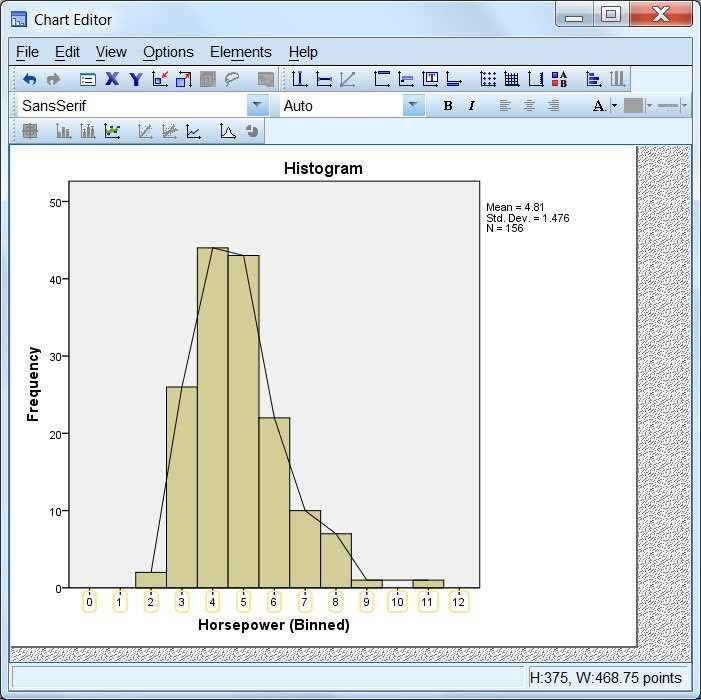 Chart Editor
File Edit View Options Elements Help
X Y
SansSerif Auto B I A
Histogram
Mean = 4.81
Std. Dev. = 1.476
N = 156
50
40
30
20
10
0
Frequency
0 1 2 3 4 5 6 7 8 9 10 11 12
Horsepower (Binned)
H:375, W:468.75 points